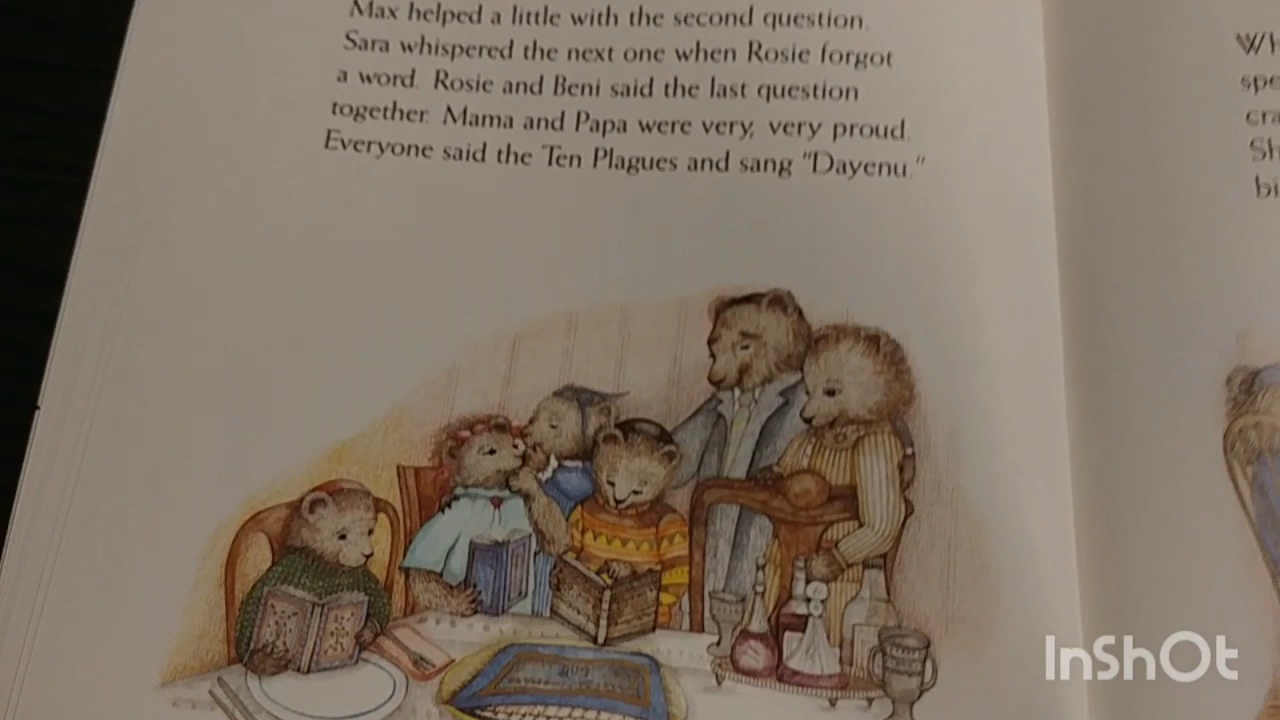 Max helped a little with the second question.
Sara whispered the next one when Rosie forgot
a word. Rosie and Beni said the last question
together. Mama and Papa were very, very proud.
Everyone said the Ten Plagues and sang "Dayenu."
InShOt